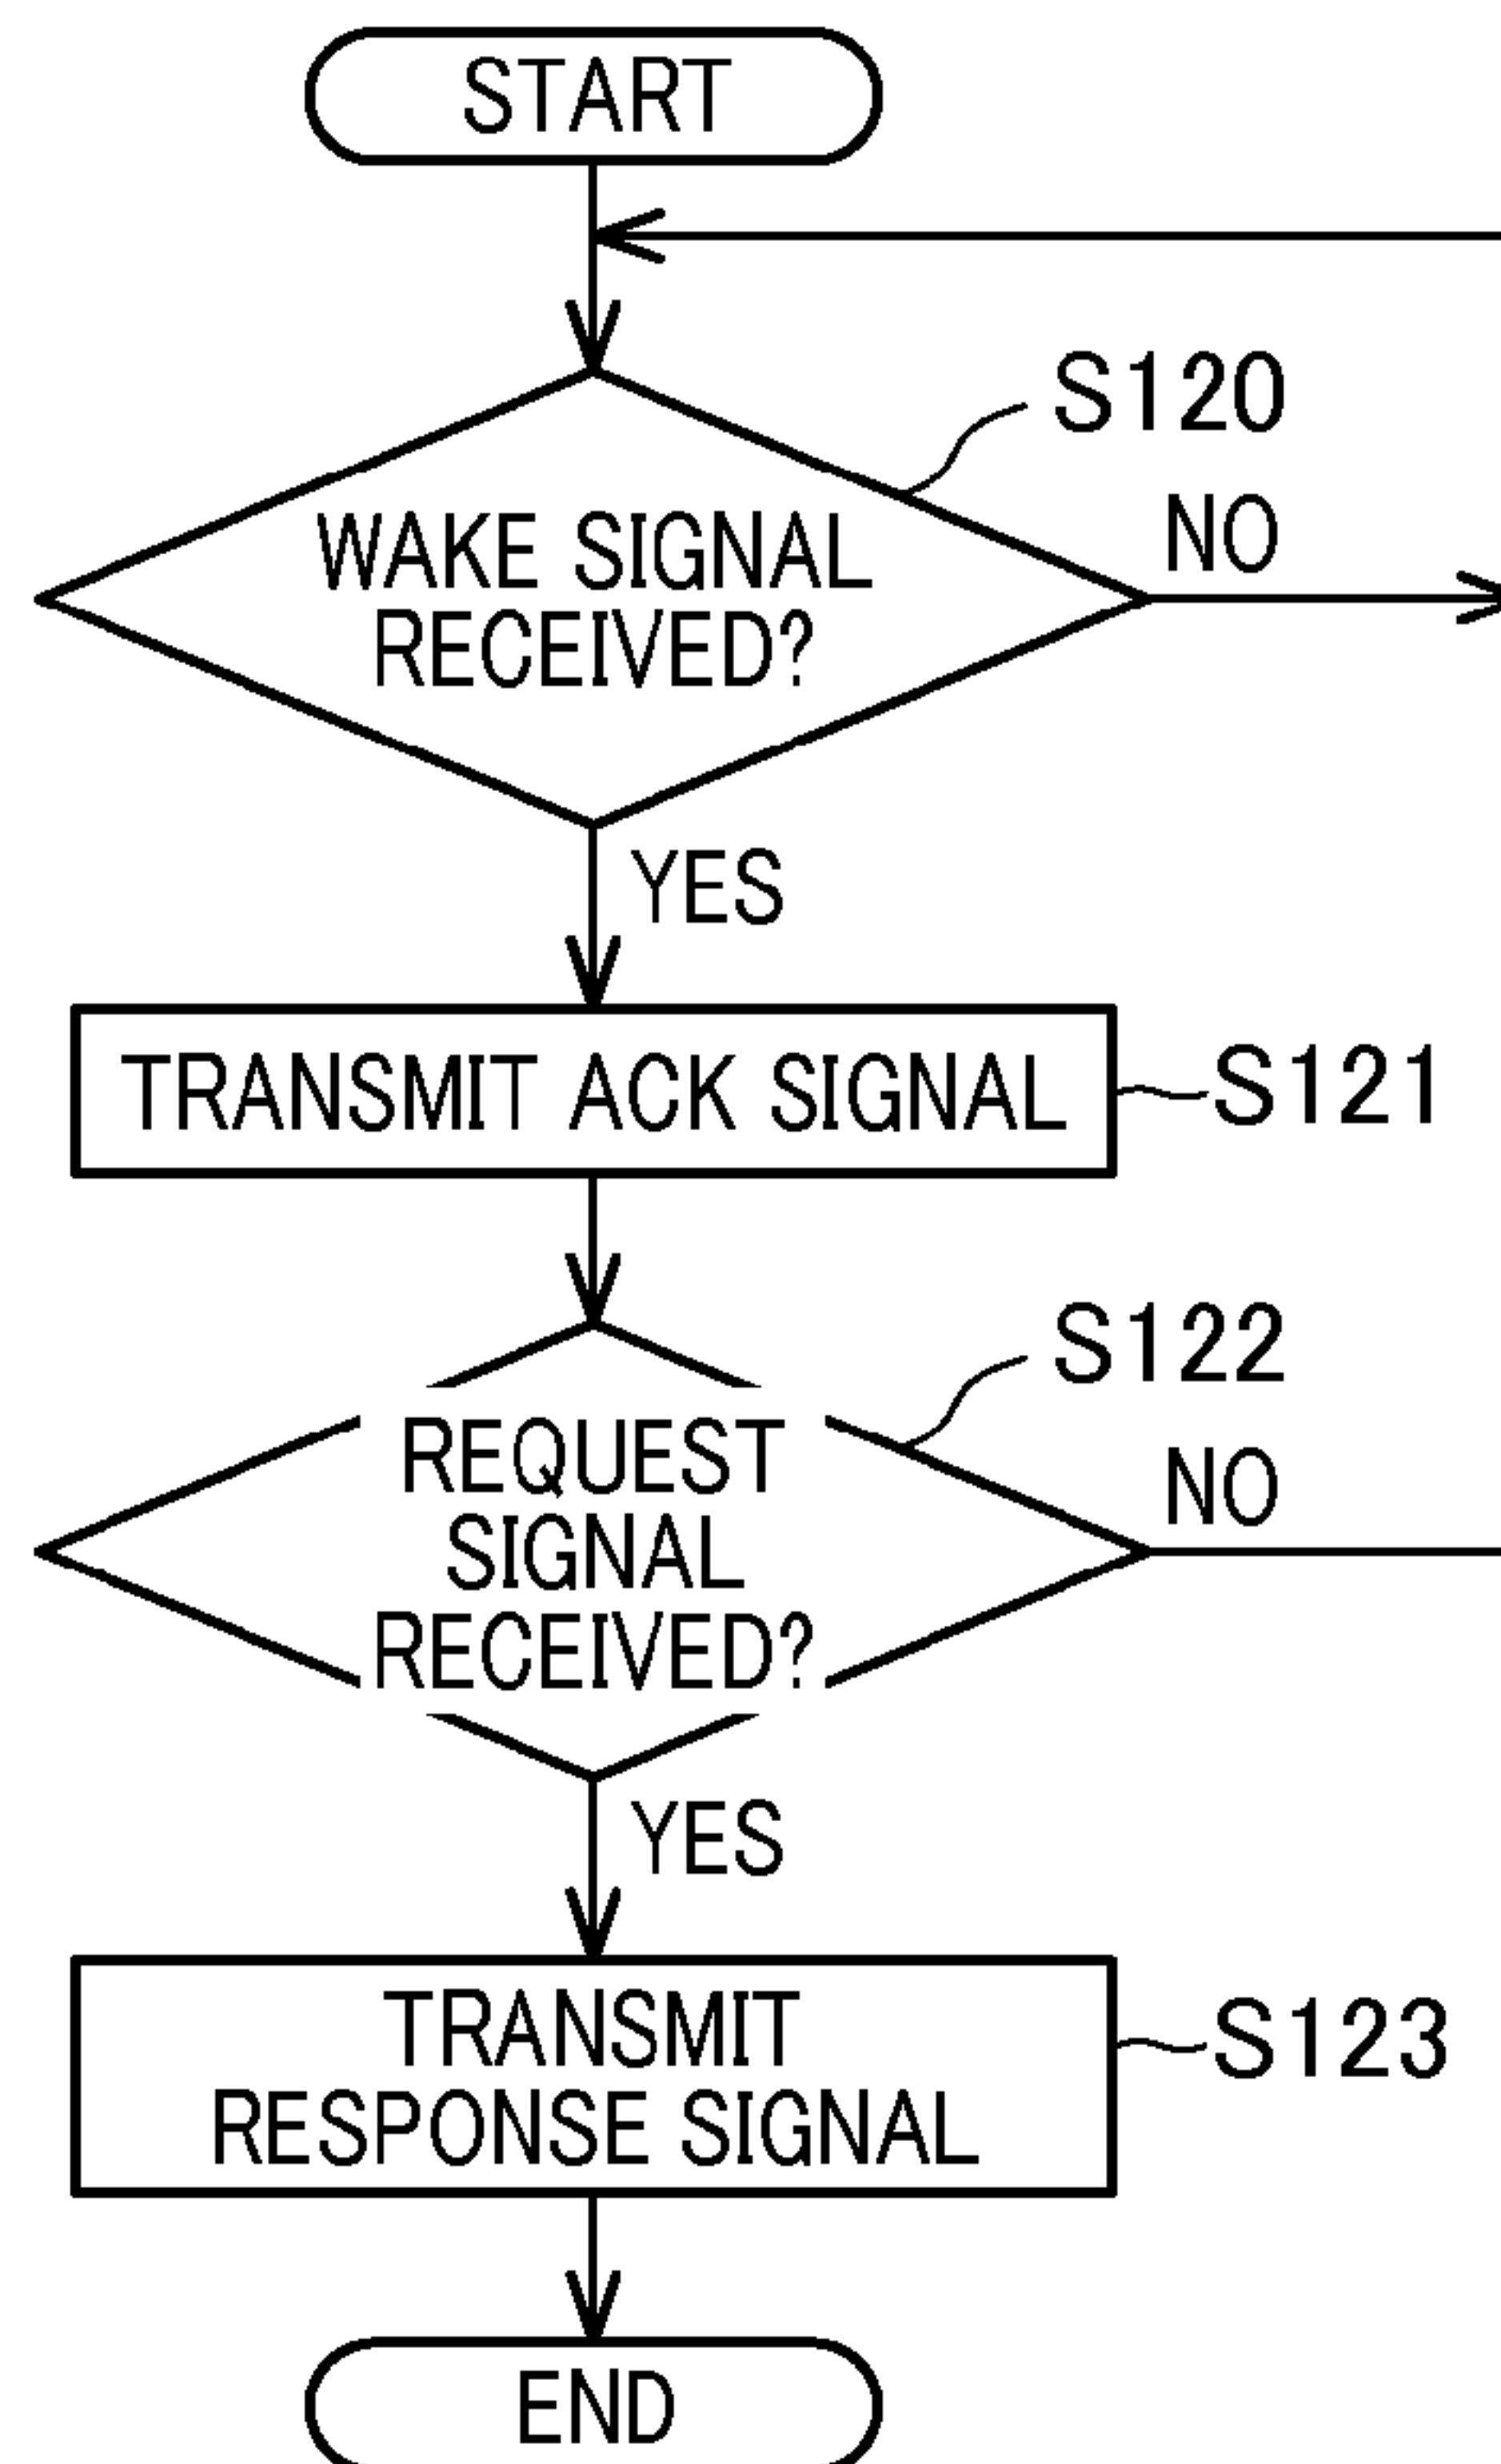 START
S120
WAKE SIGNAL
RECEIVED?
NO
YES
TRANSMIT ACK SIGNAL
S121
S122
REQUEST
SIGNAL
RECEIVED?
NO
YES
TRANSMIT
RESPONSE SIGNAL
S123
END